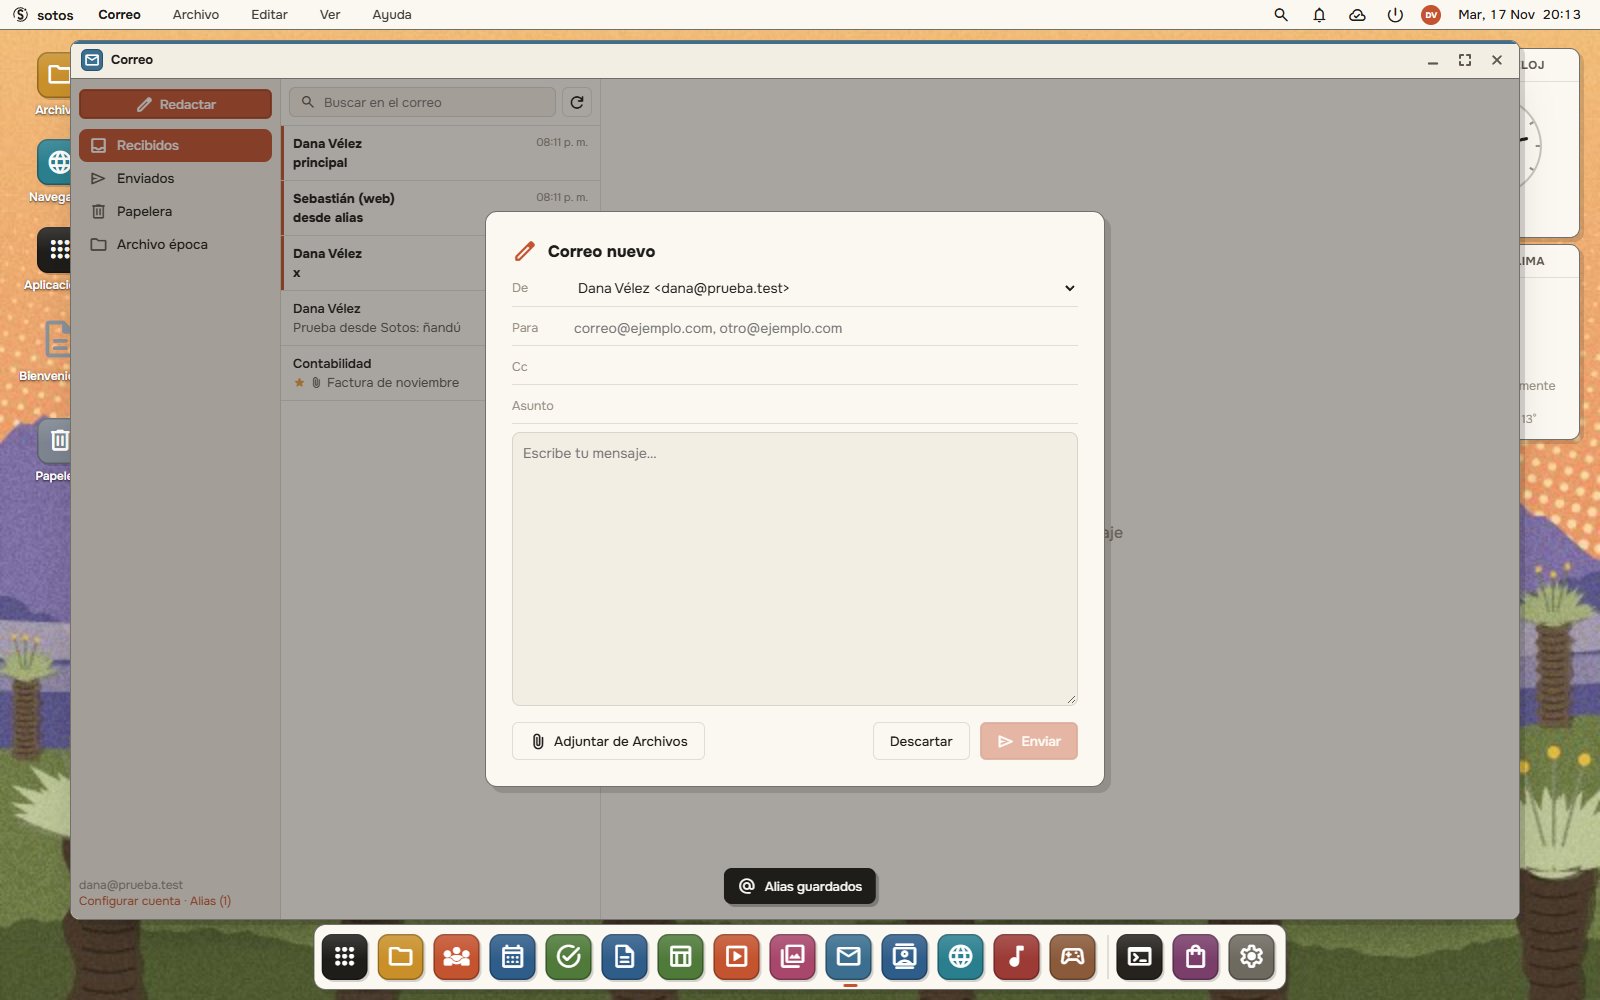 sotos Correo Archivo Editar Ver Ayuda DV Mar, 17 Nov 20:13
Correo
Redactar
Recibidos
Enviados
Papelera
Archivo época
dana@prueba.test
Configurar cuenta · Alias (1)
Buscar en el correo
Dana Vélez 08:11 p. m.
principal
Sebastián (web) 08:11 p. m.
desde alias
Dana Vélez
x
Dana Vélez
Prueba desde Sotos: ñandú
Contabilidad
Factura de noviembre
Correo nuevo
De Dana Vélez <dana@prueba.test>
Para correo@ejemplo.com, otro@ejemplo.com
Cc
Asunto
Escribe tu mensaje...
Adjuntar de Archivos Descartar Enviar
Alias guardados
13°